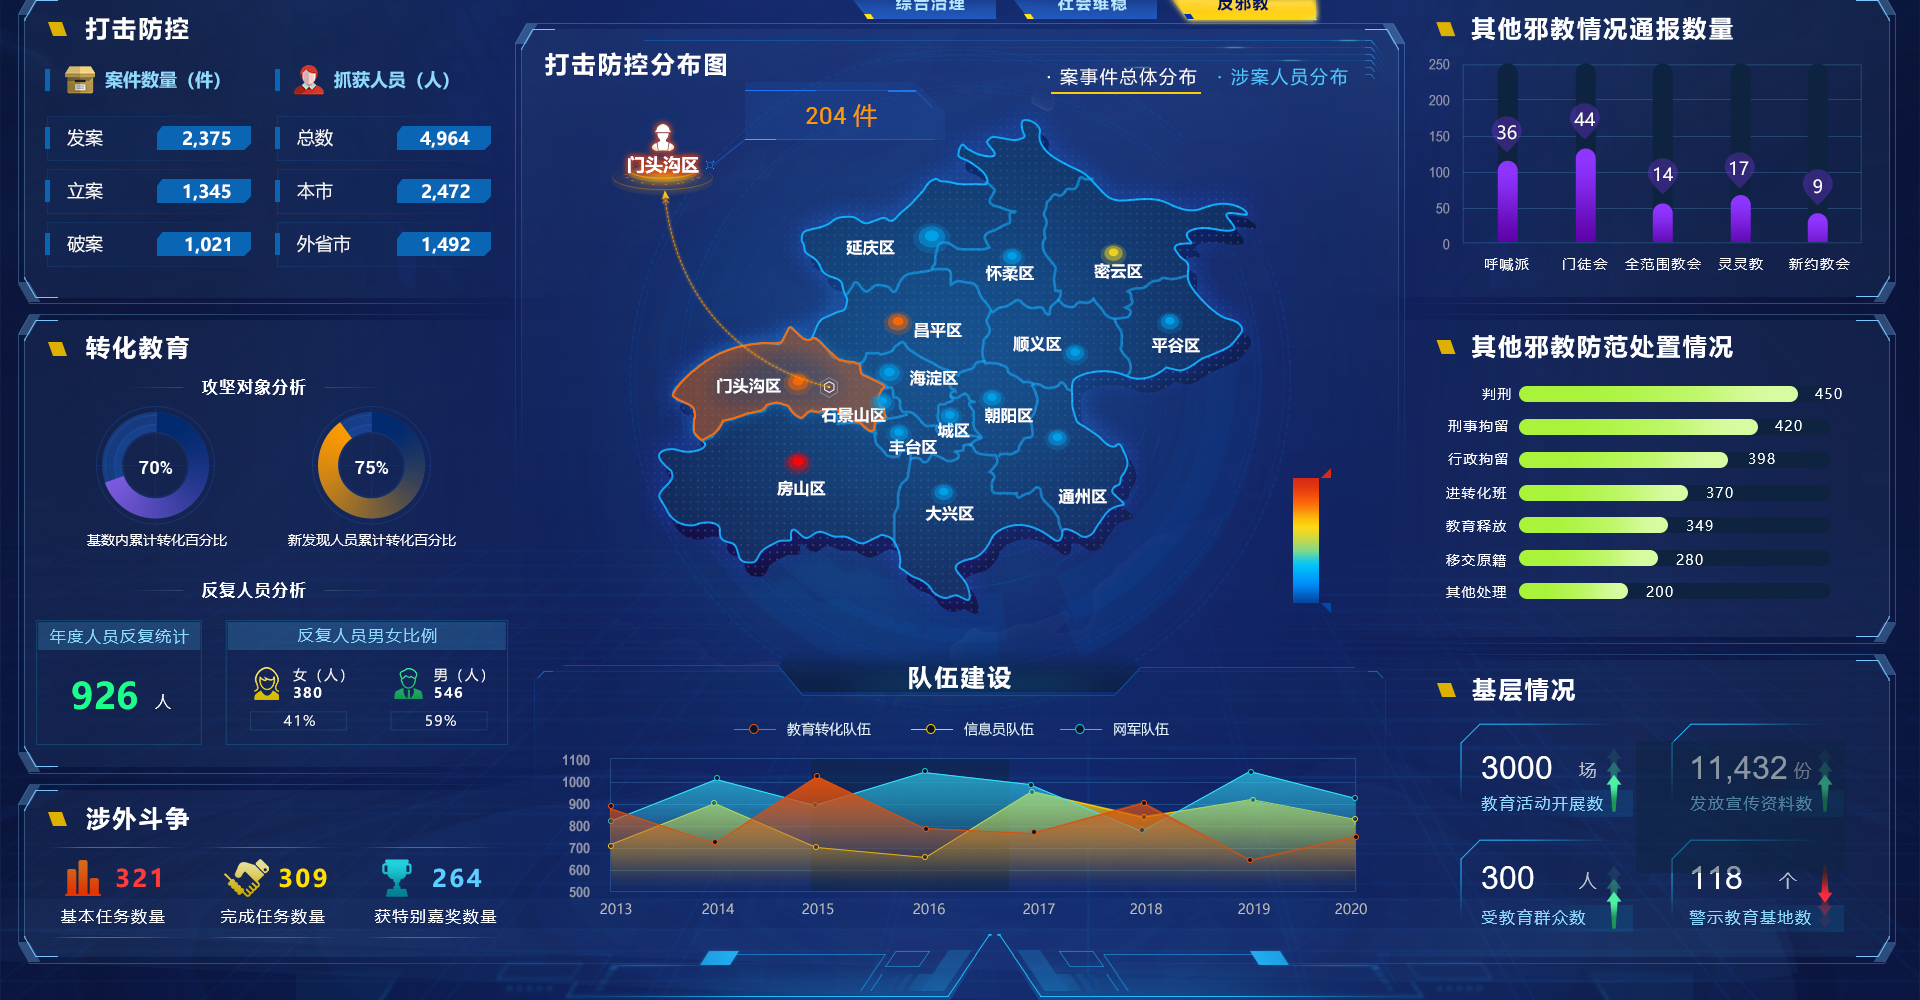 综合治理
社会维稳
反邪教
打击防控
案件数量（件）
抓获人员（人）
发案 2,375
总数 4,964
立案 1,345
本市 2,472
破案 1,021
外省市 1,492
转化教育
攻坚对象分析
70%
75%
基数内累计转化百分比
新发现人员累计转化百分比
反复人员分析
年度人员反复统计
926 人
反复人员男女比例
女（人）
380
41%
男（人）
546
59%
涉外斗争
321
309
264
基本任务数量
完成任务数量
获特别嘉奖数量
打击防控分布图
· 案事件总体分布
· 涉案人员分布
204 件
门头沟区
延庆区
怀柔区
密云区
昌平区
顺义区
平谷区
门头沟区
海淀区
石景山区
城区
朝阳区
丰台区
房山区
大兴区
通州区
队伍建设
教育转化队伍
信息员队伍
网军队伍
1100
1000
900
800
700
600
500
2013 2014 2015 2016 2017 2018 2019 2020
其他邪教情况通报数量
250
200
150
100
50
0
36
44
14
17
9
呼喊派 门徒会 全范围教会 灵灵教 新约教会
其他邪教防范处置情况
判刑 450
刑事拘留 420
行政拘留 398
进转化班 370
教育释放 349
移交原籍 280
其他处理 200
基层情况
3000 场
教育活动开展数
11,432 份
发放宣传资料数
300 人
受教育群众数
118 个
警示教育基地数